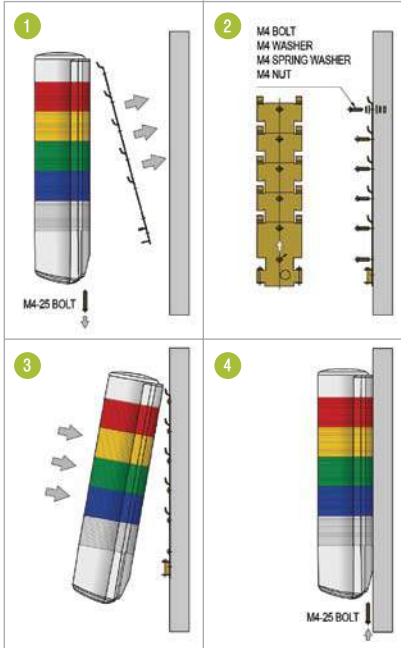 1
M4-25 BOLT
2
M4 BOLT
M4 WASHER
M4 SPRING WASHER
M4 NUT
3
4
M4-25 BOLT